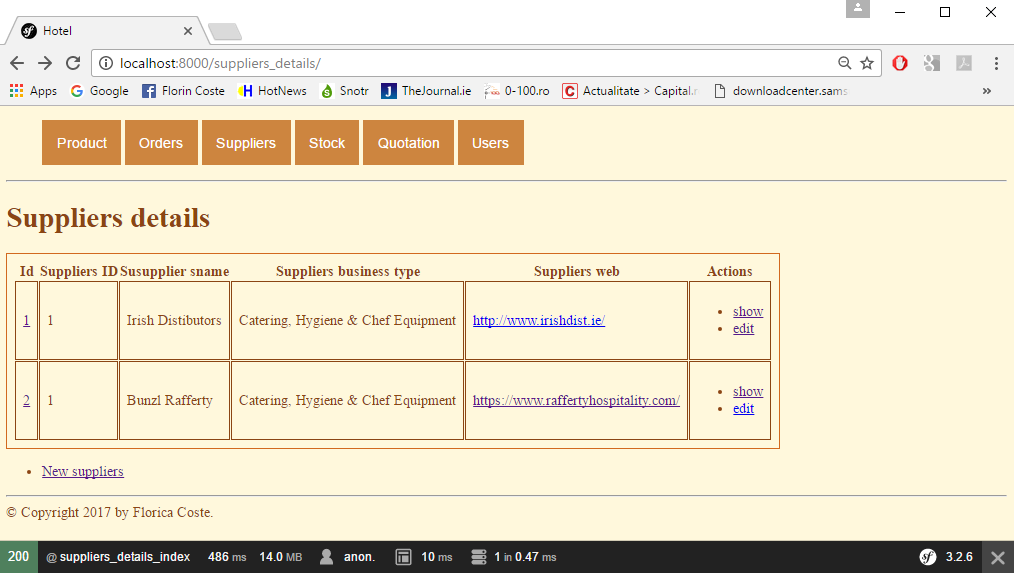 Hotel
localhost:8000/suppliers_details/
Apps Google Florin Coste HotNews Snotr TheJournal.ie 0-100.ro Actualitate > Capital.r downloadcenter.sams
Product Orders Suppliers Stock Quotation Users
Suppliers details
Id Suppliers ID Susupplier sname Suppliers business type Suppliers web Actions
1 1 Irish Distibutors Catering, Hygiene & Chef Equipment http://www.irishdist.ie/ • show
• edit
2 1 Bunzl Rafferty Catering, Hygiene & Chef Equipment https://www.raffertyhospitality.com/ • show
• edit
• New suppliers
© Copyright 2017 by Florica Coste.
200 @ suppliers_details_index 486 ms 14.0 MB anon. 10 ms 1 in 0.47 ms sf 3.2.6